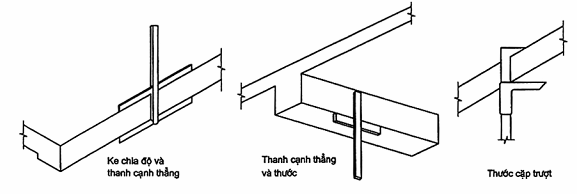 Ke chia độ và
thanh cạnh thẳng
Thanh cạnh thẳng
và thước
Thước cặp trượt